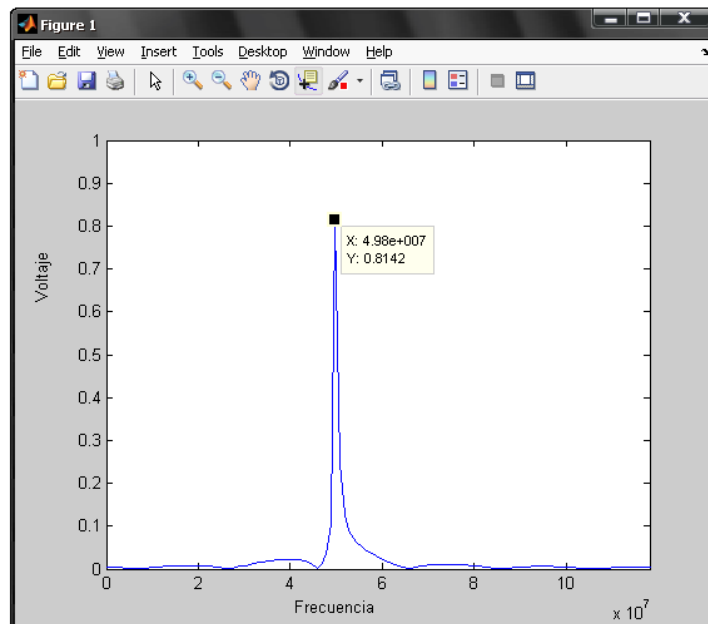 Figure 1
File Edit View Insert Tools Desktop Window Help
1
0.9
0.8
0.7
0.6
0.5
0.4
0.3
0.2
0.1
0
Voltaje
X: 4.98e+007
Y: 0.8142
0 2 4 6 8 10
Frecuencia
x 10^7